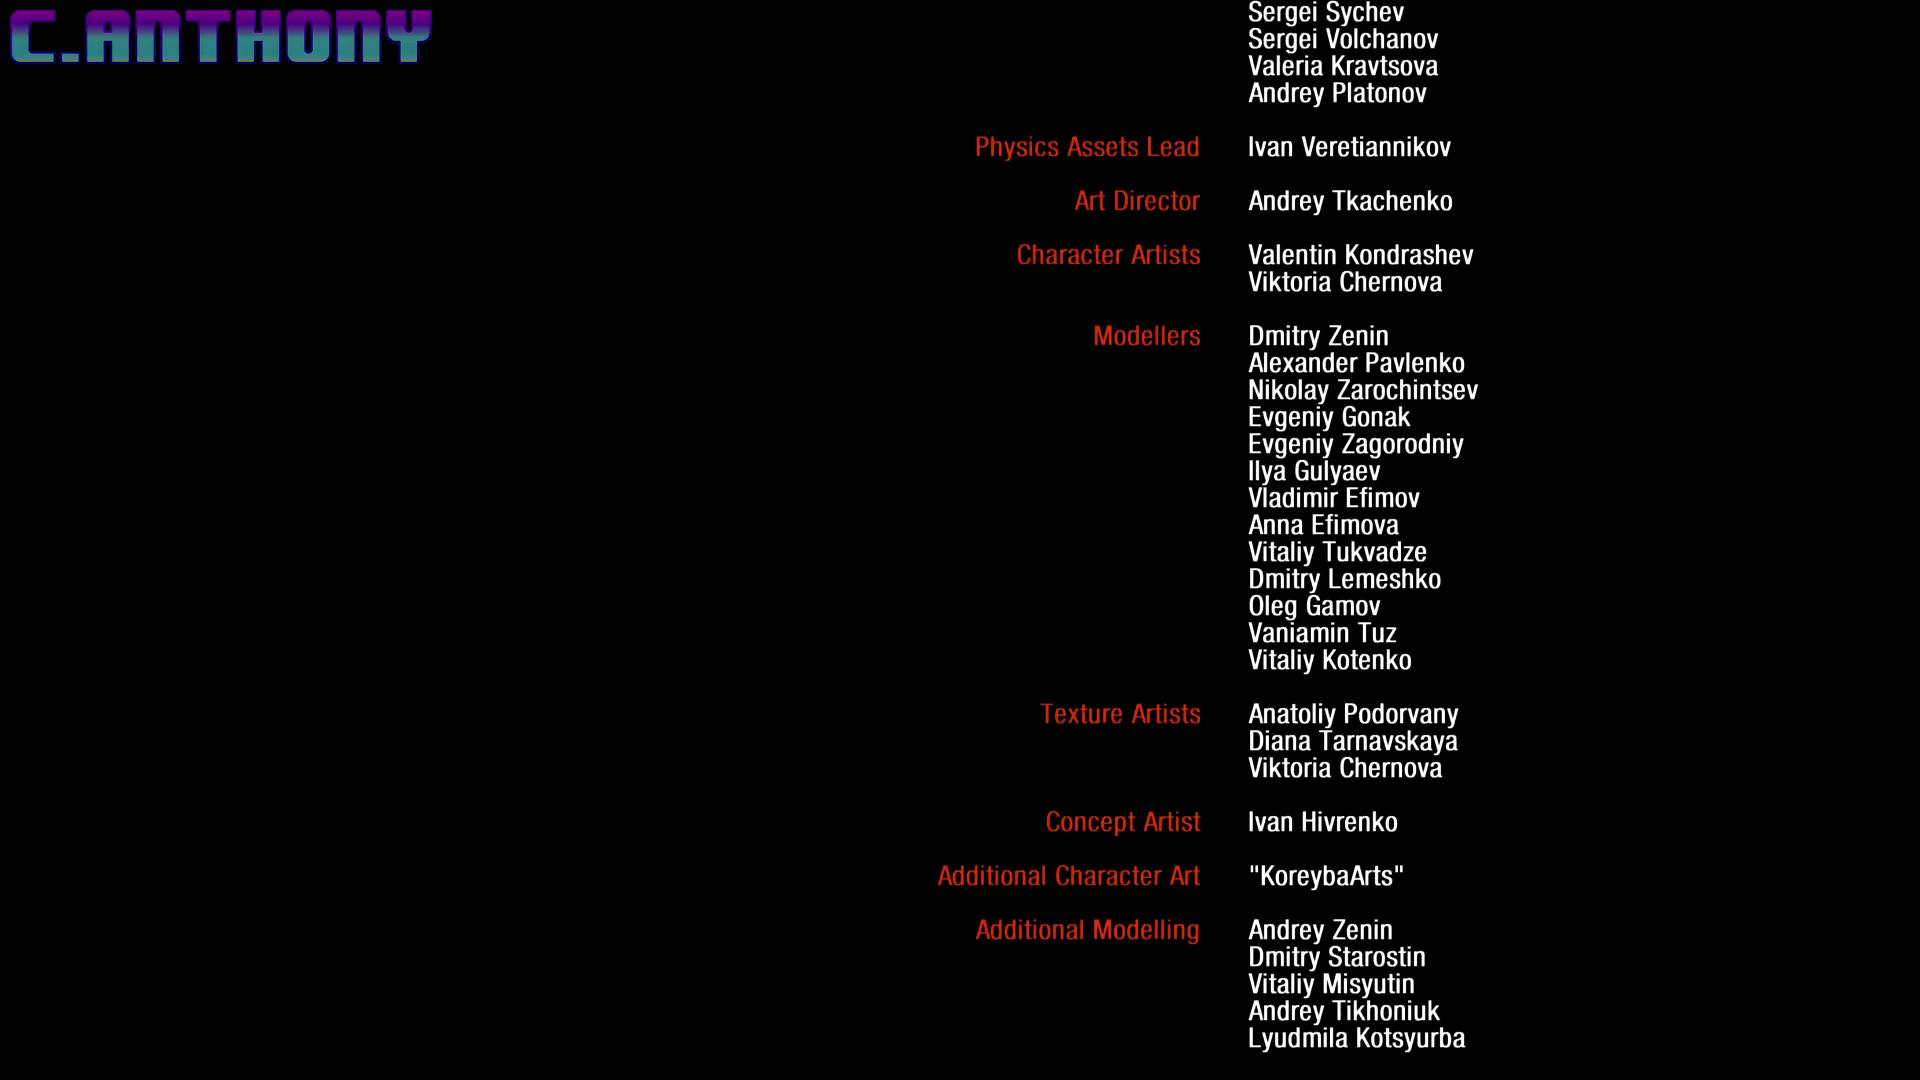 C.ANTHONY
Sergei Sychev
Sergei Volchanov
Valeria Kravtsova
Andrey Platonov
Physics Assets Lead Ivan Veretiannikov
Art Director Andrey Tkachenko
Character Artists Valentin Kondrashev
Viktoria Chernova
Modellers Dmitry Zenin
Alexander Pavlenko
Nikolay Zarochintsev
Evgeniy Gonak
Evgeniy Zagorodniy
Ilya Gulyaev
Vladimir Efimov
Anna Efimova
Vitaliy Tukvadze
Dmitry Lemeshko
Oleg Gamov
Vaniamin Tuz
Vitaliy Kotenko
Texture Artists Anatoliy Podorvany
Diana Tarnavskaya
Viktoria Chernova
Concept Artist Ivan Hivrenko
Additional Character Art "KoreybaArts"
Additional Modelling Andrey Zenin
Dmitry Starostin
Vitaliy Misyutin
Andrey Tikhoniuk
Lyudmila Kotsyurba